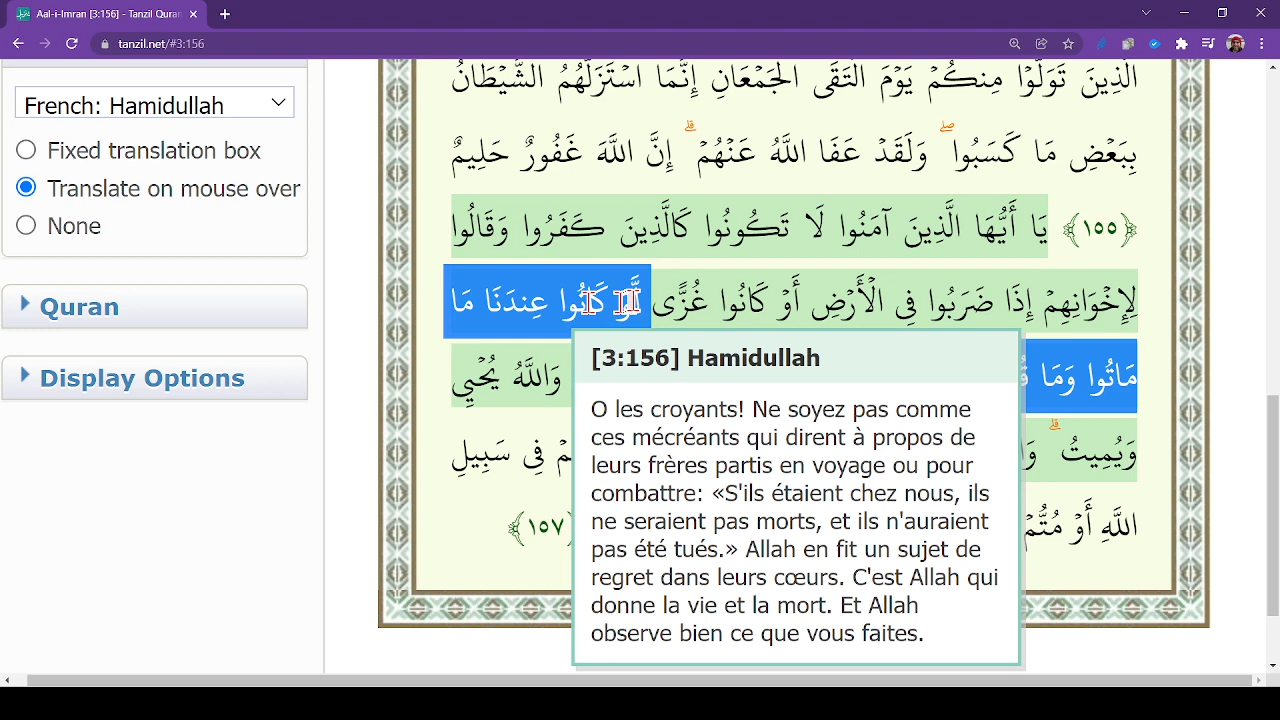 Aal-i-Imran [3:156] - Tanzil Quran
tanzil.net/#3:156
French: Hamidullah
Fixed translation box
Translate on mouse over
None
Quran
Display Options
الَّذِينَ تَوَلَّوْا مِنكُمْ يَوْمَ الْتَقَى الْجَمْعَانِ إِنَّمَا اسْتَزَلَّهُمُ الشَّيْطَانُ
بِبَعْضِ مَا كَسَبُوا ۖ وَلَقَدْ عَفَا اللَّهُ عَنْهُمْ ۗ إِنَّ اللَّهَ غَفُورٌ حَلِيمٌ
﴿١٥٥﴾ يَا أَيُّهَا الَّذِينَ آمَنُوا لَا تَكُونُوا كَالَّذِينَ كَفَرُوا وَقَالُوا
لِإِخْوَانِهِمْ إِذَا ضَرَبُوا فِي الْأَرْضِ أَوْ كَانُوا غُزًّى لَّوْ كَانُوا عِندَنَا مَا
مَاتُوا وَمَا وَاللَّهُ يُحْيِي
وَيُمِيتُ ۗ فِي سَبِيلِ
اللَّهِ أَوْ مُتُّمْ ﴿١٥٧﴾
[3:156] Hamidullah
O les croyants! Ne soyez pas comme
ces mécréants qui dirent à propos de
leurs frères partis en voyage ou pour
combattre: «S'ils étaient chez nous, ils
ne seraient pas morts, et ils n'auraient
pas été tués.» Allah en fit un sujet de
regret dans leurs cœurs. C'est Allah qui
donne la vie et la mort. Et Allah
observe bien ce que vous faites.